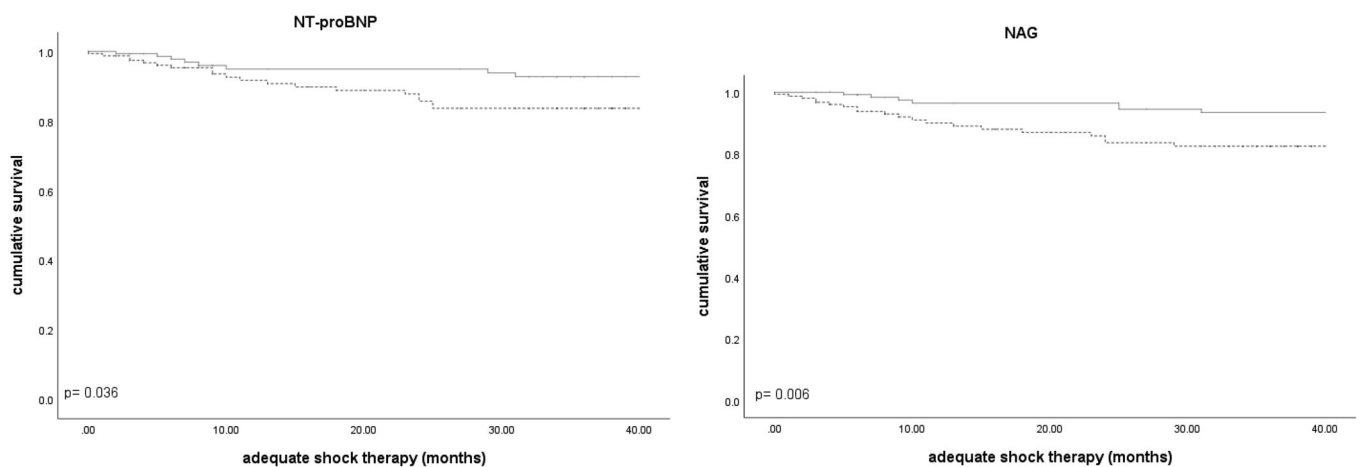 NT-proBNP
cumulative survival
1.0
0.8
0.6
0.4
0.2
0.0
p= 0.036
.00 10.00 20.00 30.00 40.00
adequate shock therapy (months)
NAG
cumulative survival
1.0
0.8
0.6
0.4
0.2
0.0
p= 0.006
.00 10.00 20.00 30.00 40.00
adequate shock therapy (months)